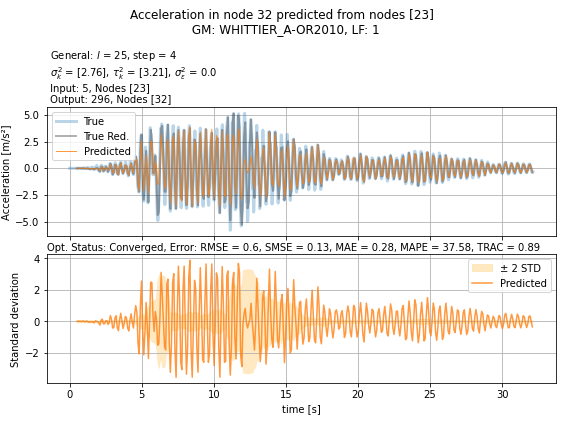 Acceleration in node 32 predicted from nodes [23]
GM: WHITTIER_A-OR2010, LF: 1
General: l = 25, step = 4
σ²ₖ = [2.76], τ²ₖ = [3.21], σ²ε = 0.0
Input: 5, Nodes [23]
Output: 296, Nodes [32]
Acceleration [m/s²]
5.0
2.5
0.0
−2.5
−5.0
True
True Red.
Predicted
Opt. Status: Converged, Error: RMSE = 0.6, SMSE = 0.13, MAE = 0.28, MAPE = 37.58, TRAC = 0.89
Standard deviation
4
2
0
−2
± 2 STD
Predicted
0 5 10 15 20 25 30
time [s]